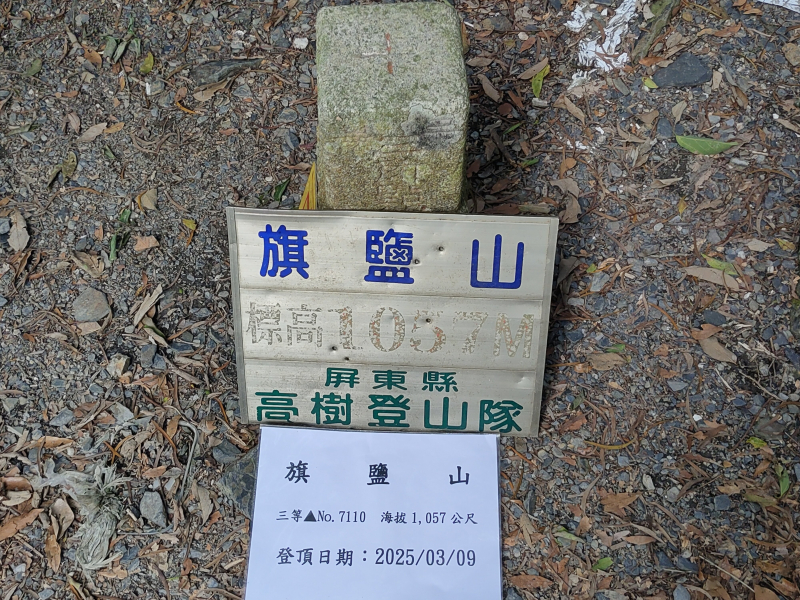 旗鹽山
標高1057M
屏東縣
高樹登山隊
旗鹽山
三等▲No.7110 海拔1,057公尺
登頂日期：2025/03/09